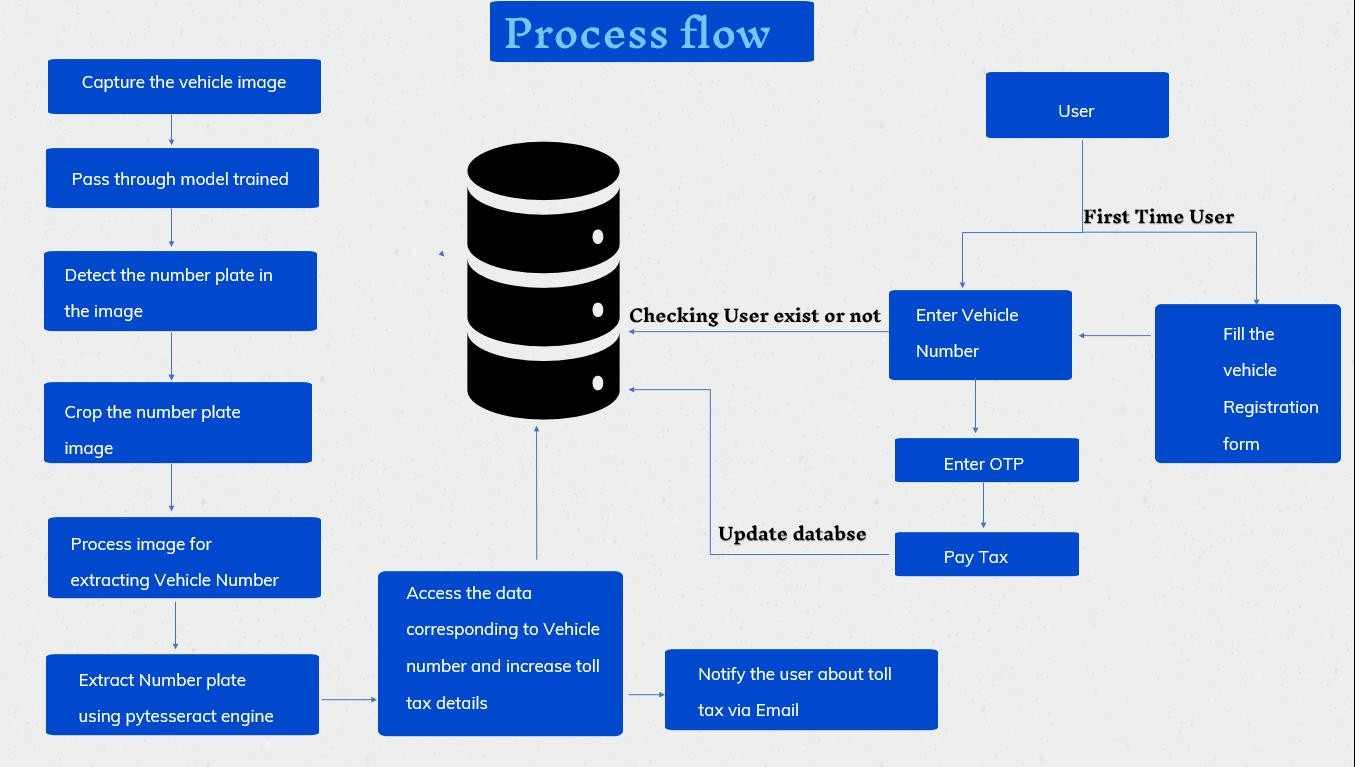 Process flow
Capture the vehicle image
Pass through model trained
Detect the number plate in
the image
Crop the number plate
image
Process image for
extracting Vehicle Number
Extract Number plate
using pytesseract engine
Access the data
corresponding to Vehicle
number and increase toll
tax details
Notify the user about toll
tax via Email
User
First Time User
Checking User exist or not
Enter Vehicle
Number
Fill the
vehicle
Registration
form
Enter OTP
Update databse
Pay Tax